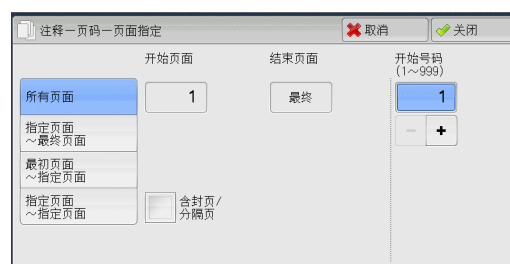 注释－页码－页面指定
取消
关闭
开始页面
结束页面
开始号码
(1～999)
所有页面
1
最终
1
指定页面
～最终页面
－
+
最初页面
～指定页面
指定页面
～指定页面
含封页/
分隔页